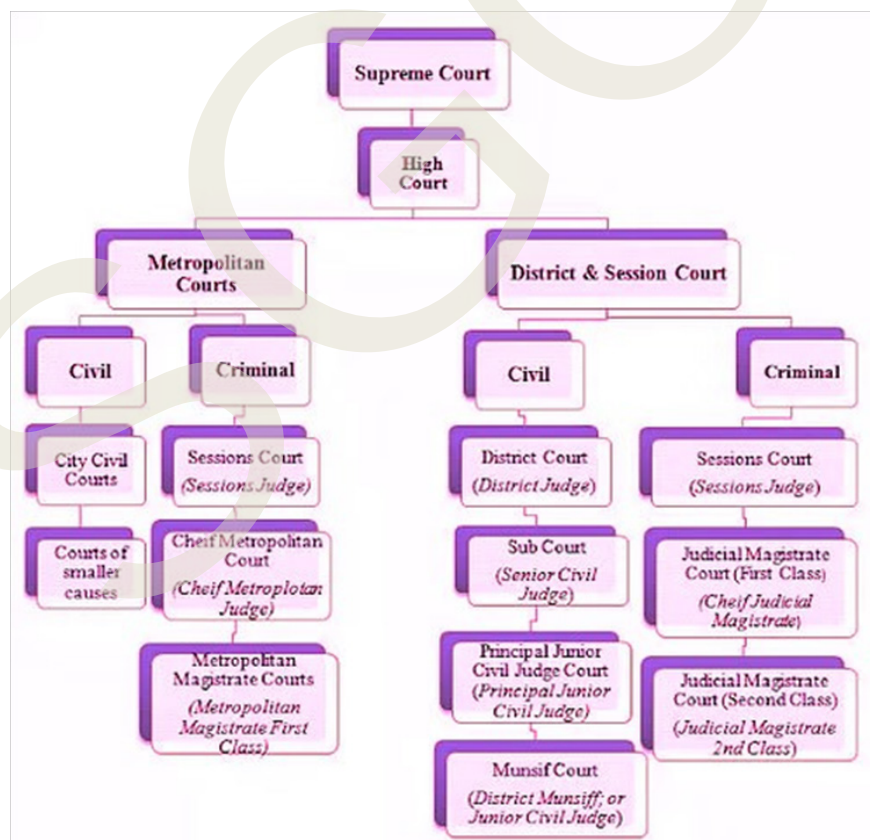 Supreme Court
High
Court
Metropolitan
Courts
District & Session Court
Civil
Criminal
Civil
Criminal
City Civil
Courts
Sessions Court
(Sessions Judge)
District Court
(District Judge)
Sessions Court
(Sessions Judge)
Courts of
smaller
causes
Cheif Metropolitan
Court
(Cheif Metroplotan
Judge)
Sub Court
(Senior Civil
Judge)
Judicial Magistrate
Court (First Class)
(Cheif Judicial
Magistrate)
Metropolitan
Magistrate Courts
(Metropolitan
Magistrate First
Class)
Principal Junior
Civil Judge Court
(Principal Junior
Civil Judge)
Judicial Magistrate
Court (Second Class)
(Judicial Magistrate
2nd Class)
Munsif Court
(District Munsiff; or
Junior Civil Judge)